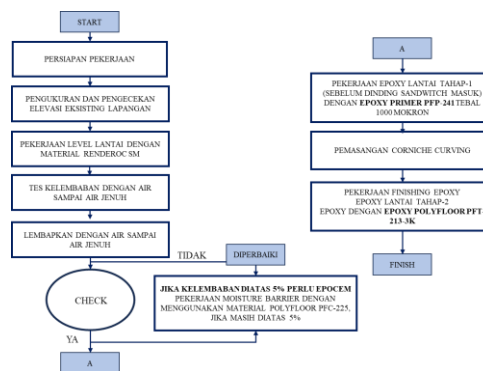 START
PERSIAPAN PEKERJAAN
PENGUKURAN DAN PENGECEKAN
ELEVASI EKSISTING LAPANGAN
PEKERJAAN LEVEL LANTAI DENGAN
MATERIAL RENDEROC SM
TES KELEMBABAN DENGAN AIR
SAMPAI AIR JENUH
LEMBAPKAN DENGAN AIR SAMPAI
AIR JENUH
TIDAK
DIPERBAIKI
CHECK
JIKA KELEMBABAN DIATAS 5% PERLU EPOCEM
PEKERJAAN MOISTURE BARRIER DENGAN
MENGGUNAKAN MATERIAL POLYFLOOR PFC-225,
JIKA MASIH DIATAS 5%
YA
A
A
PEKERJAAN EPOXY LANTAI TAHAP-1
(SEBELUM DINDING SANDWITCH MASUK)
DENGAN EPOXY PRIMER PFP-241 TEBAL
1000 MOKRON
PEMASANGAN CORNICHE CURVING
PEKERJAAN FINISHING EPOXY
EPOXY LANTAI TAHAP-2
EPOXY DENGAN EPOXY POLYFLOOR PFT-
213-3K
FINISH